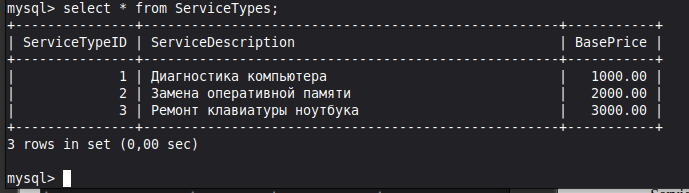 mysql> select * from ServiceTypes;
+---------------+---------------------------------------------------+-----------+
| ServiceTypeID | ServiceDescription                                | BasePrice |
+---------------+---------------------------------------------------+-----------+
|             1 | Диагностика компьютера                            |   1000.00 |
|             2 | Замена оперативной памяти                         |   2000.00 |
|             3 | Ремонт клавиатуры ноутбука                        |   3000.00 |
+---------------+---------------------------------------------------+-----------+
3 rows in set (0,00 sec)
mysql>